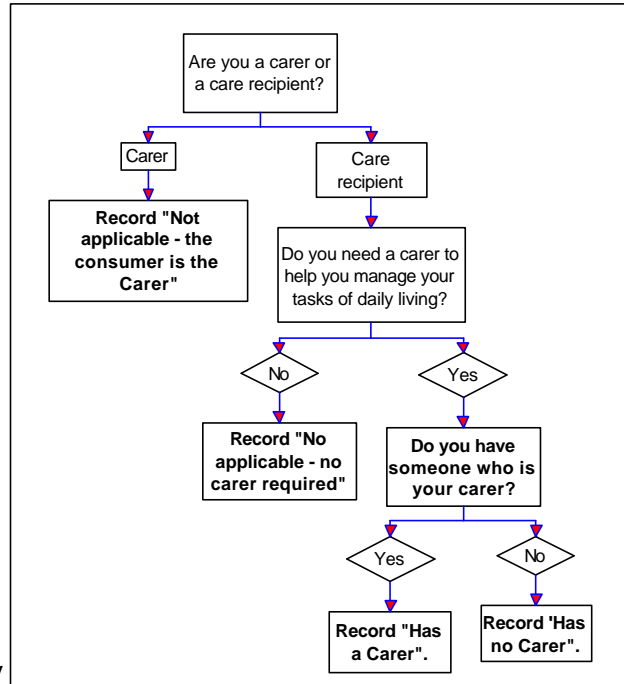 Are you a carer or
a care recipient?
Carer
Care
recipient
Record "Not
applicable - the
consumer is the
Carer"
Do you need a carer to
help you manage your
tasks of daily living?
No
Yes
Record "No
applicable - no
carer required"
Do you have
someone who is
your carer?
Yes
No
Record "Has
a Carer".
Record 'Has
no Carer".